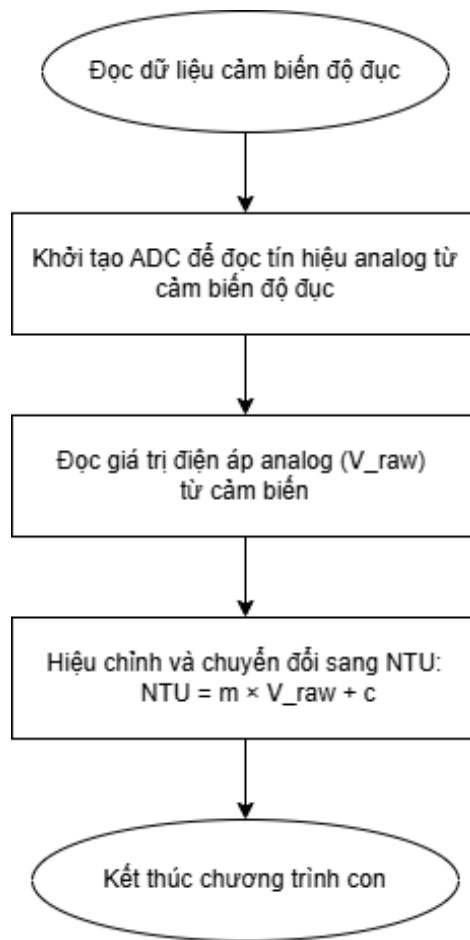 Đọc dữ liệu cảm biến độ đục
Khởi tạo ADC để đọc tín hiệu analog từ
cảm biến độ đục
Đọc giá trị điện áp analog (V_raw)
từ cảm biến
Hiệu chỉnh và chuyển đổi sang NTU:
NTU = m × V_raw + c
Kết thúc chương trình con